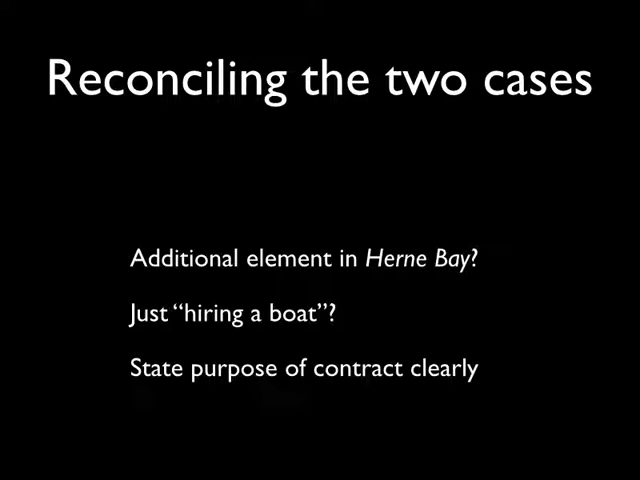 Reconciling the two cases
Additional element in Herne Bay?
Just “hiring a boat”?
State purpose of contract clearly